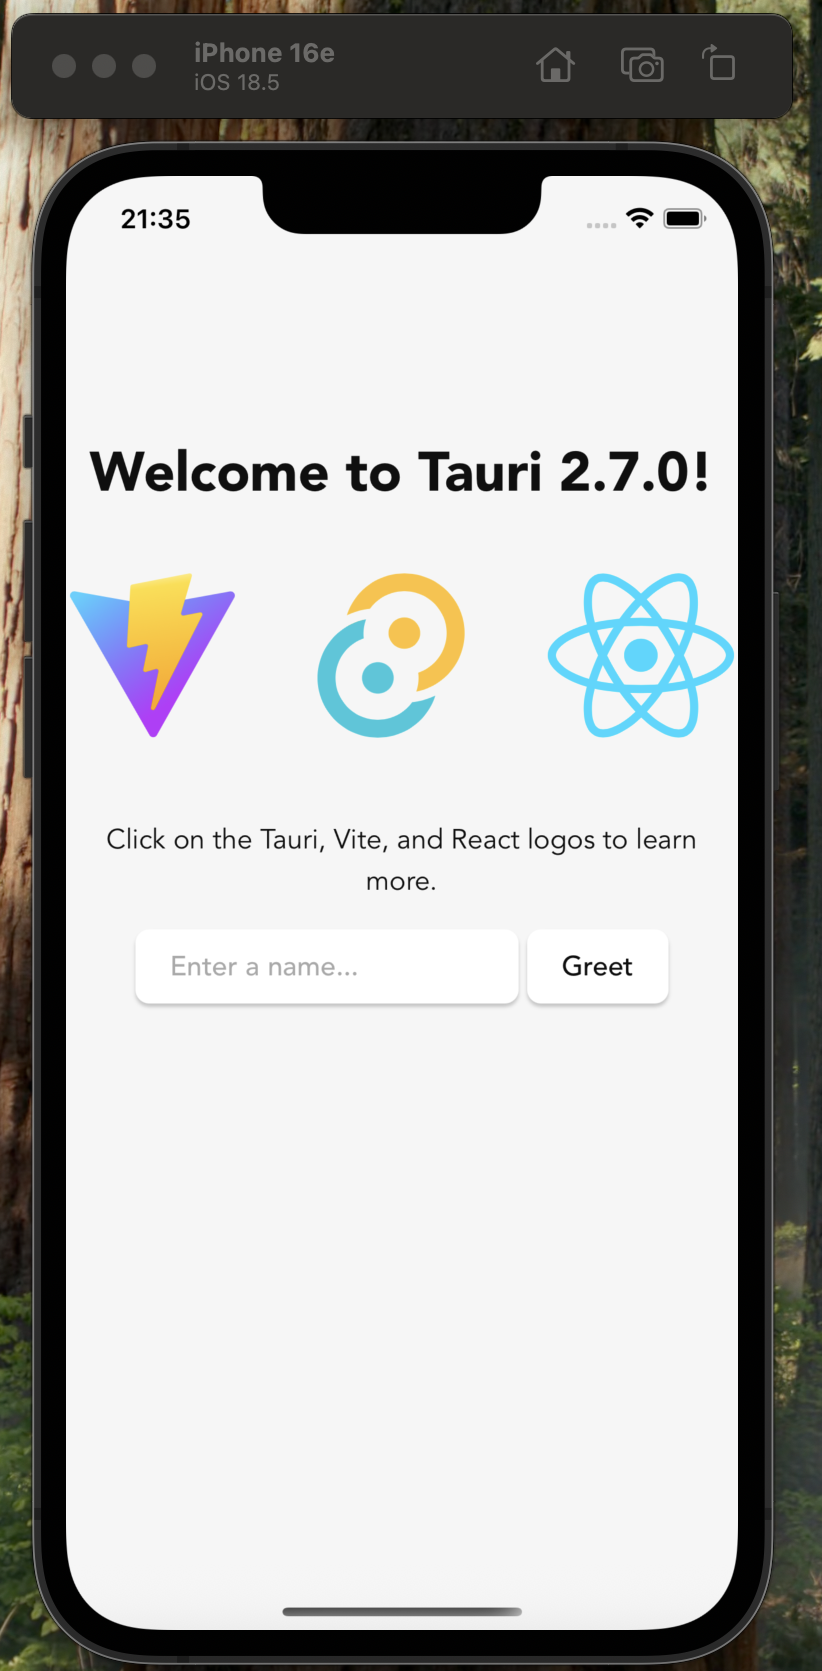 iPhone 16e
iOS 18.5
21:35
Welcome to Tauri 2.7.0!
Click on the Tauri, Vite, and React logos to learn
more.
Enter a name...
Greet